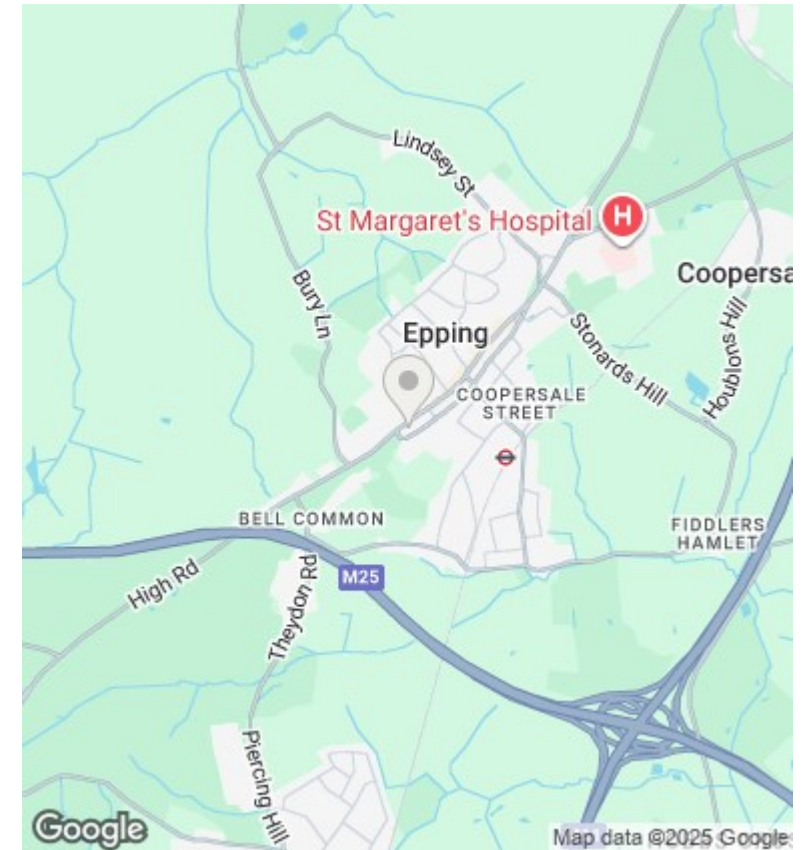 Lindsey St
St Margaret's Hospital
H
Coopersa
Bury Ln
Epping
Stonards Hill
Houblons Hill
COOPERSALE
STREET
BELL COMMON
FIDDLERS
HAMLET
High Rd
Theydon Rd
M25
Piercing Hill
Google
Map data ©2025 Google